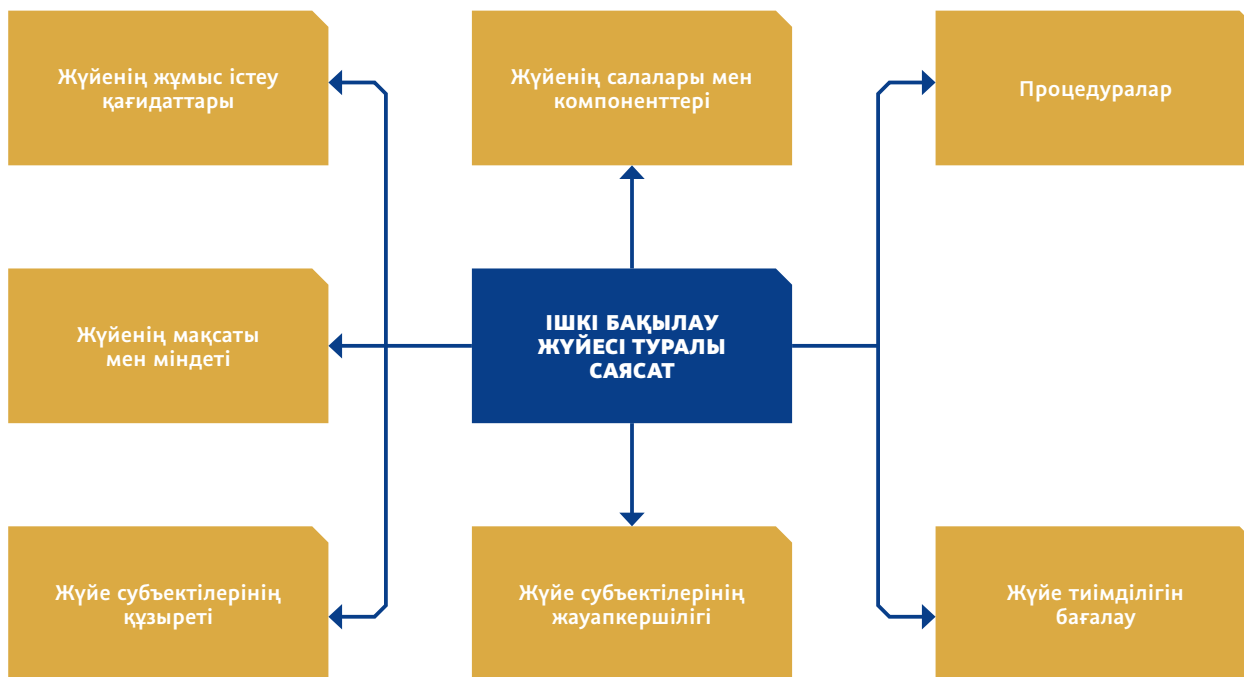 Жүйенің жұмыс істеу
қағидаттары
Жүйенің салалары мен
компоненттері
Процедуралар
Жүйенің мақсаты
мен міндеті
ІШКІ БАҚЫЛАУ
ЖҮЙЕСІ ТУРАЛЫ
САЯСАТ
Жүйе субъектілерінің
құзыреті
Жүйе субъектілерінің
жауапкершілігі
Жүйе тиімділігін
бағалау